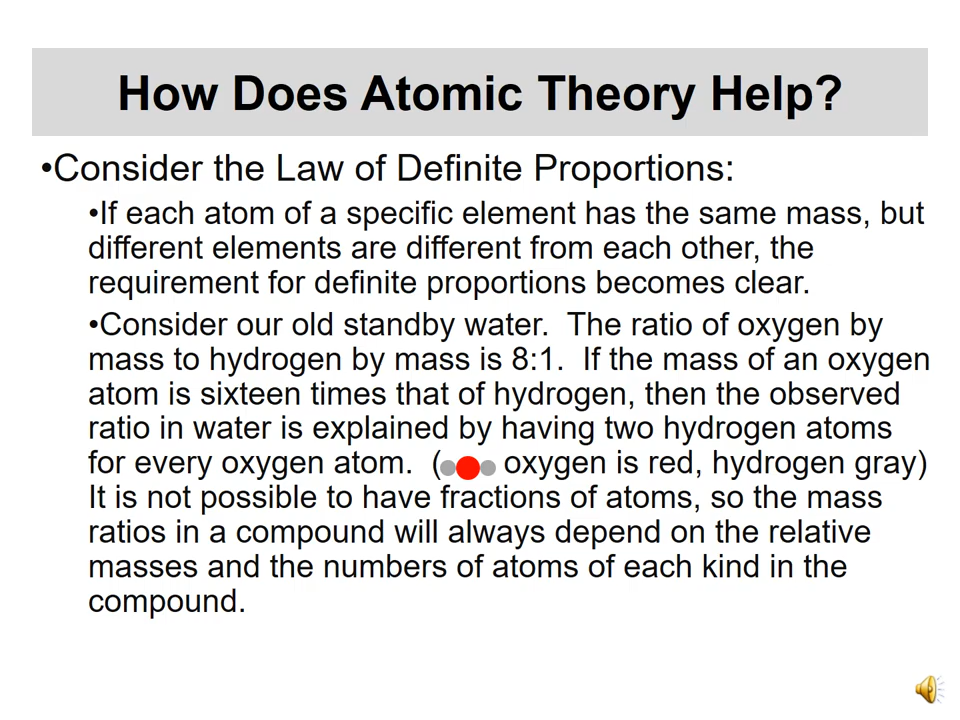 How Does Atomic Theory Help?
•Consider the Law of Definite Proportions:
•If each atom of a specific element has the same mass, but
different elements are different from each other, the
requirement for definite proportions becomes clear.
•Consider our old standby water.  The ratio of oxygen by
mass to hydrogen by mass is 8:1.  If the mass of an oxygen
atom is sixteen times that of hydrogen, then the observed
ratio in water is explained by having two hydrogen atoms
for every oxygen atom.  ( oxygen is red, hydrogen gray)
It is not possible to have fractions of atoms, so the mass
ratios in a compound will always depend on the relative
masses and the numbers of atoms of each kind in the
compound.